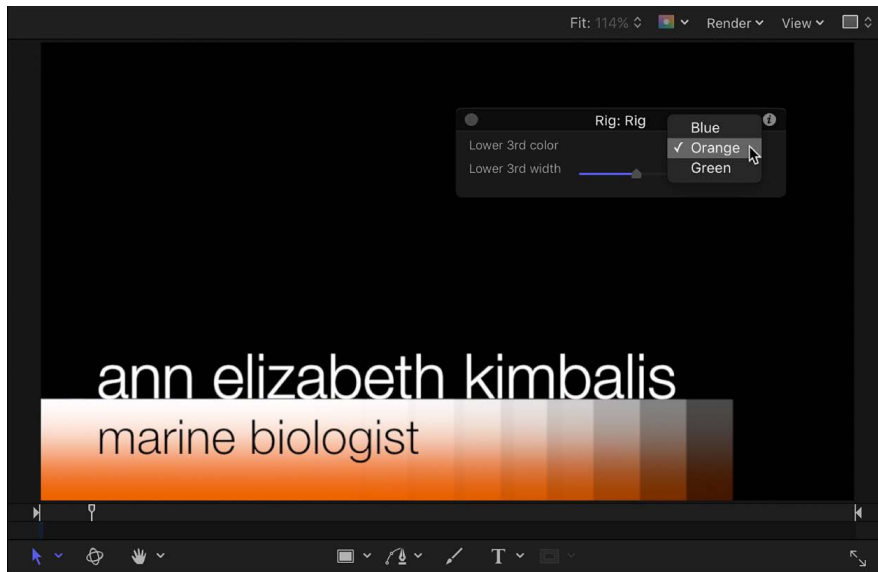 Fit: 114% Render View
Rig: Rig
Blue
Lower 3rd color ✓ Orange
Lower 3rd width Green
ann elizabeth kimbalis
marine biologist
T